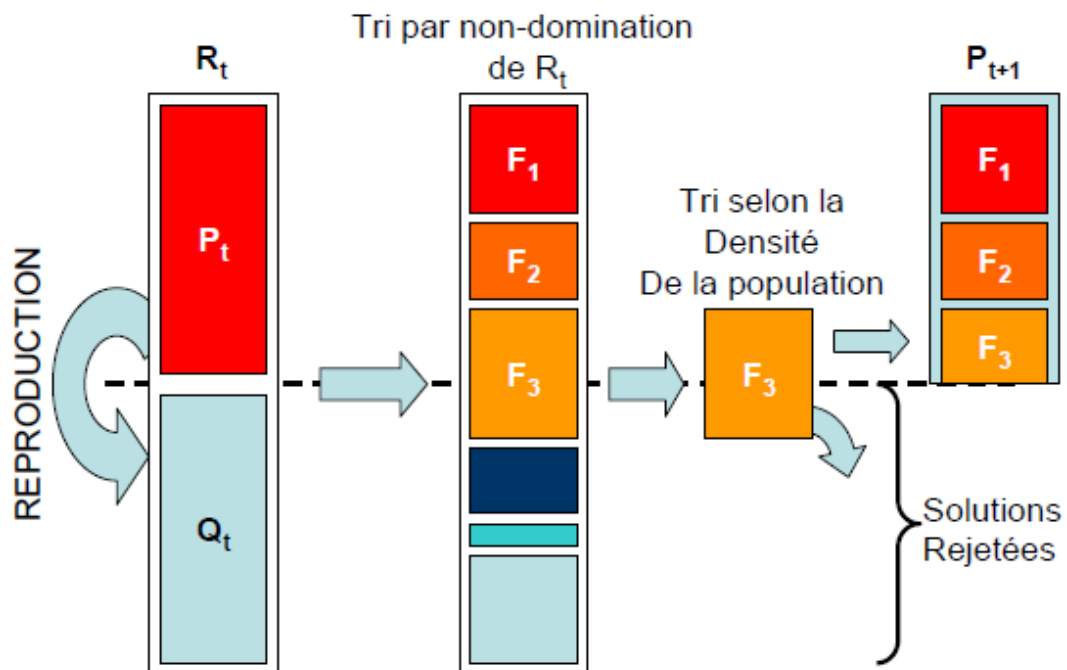 Tri par non-domination
de Rt
Rt
Pt+1
Pt
Qt
REPRODUCTION
F1
F2
F3
Tri selon la
Densité
De la population
F3
F1
F2
F3
Solutions
Rejetées